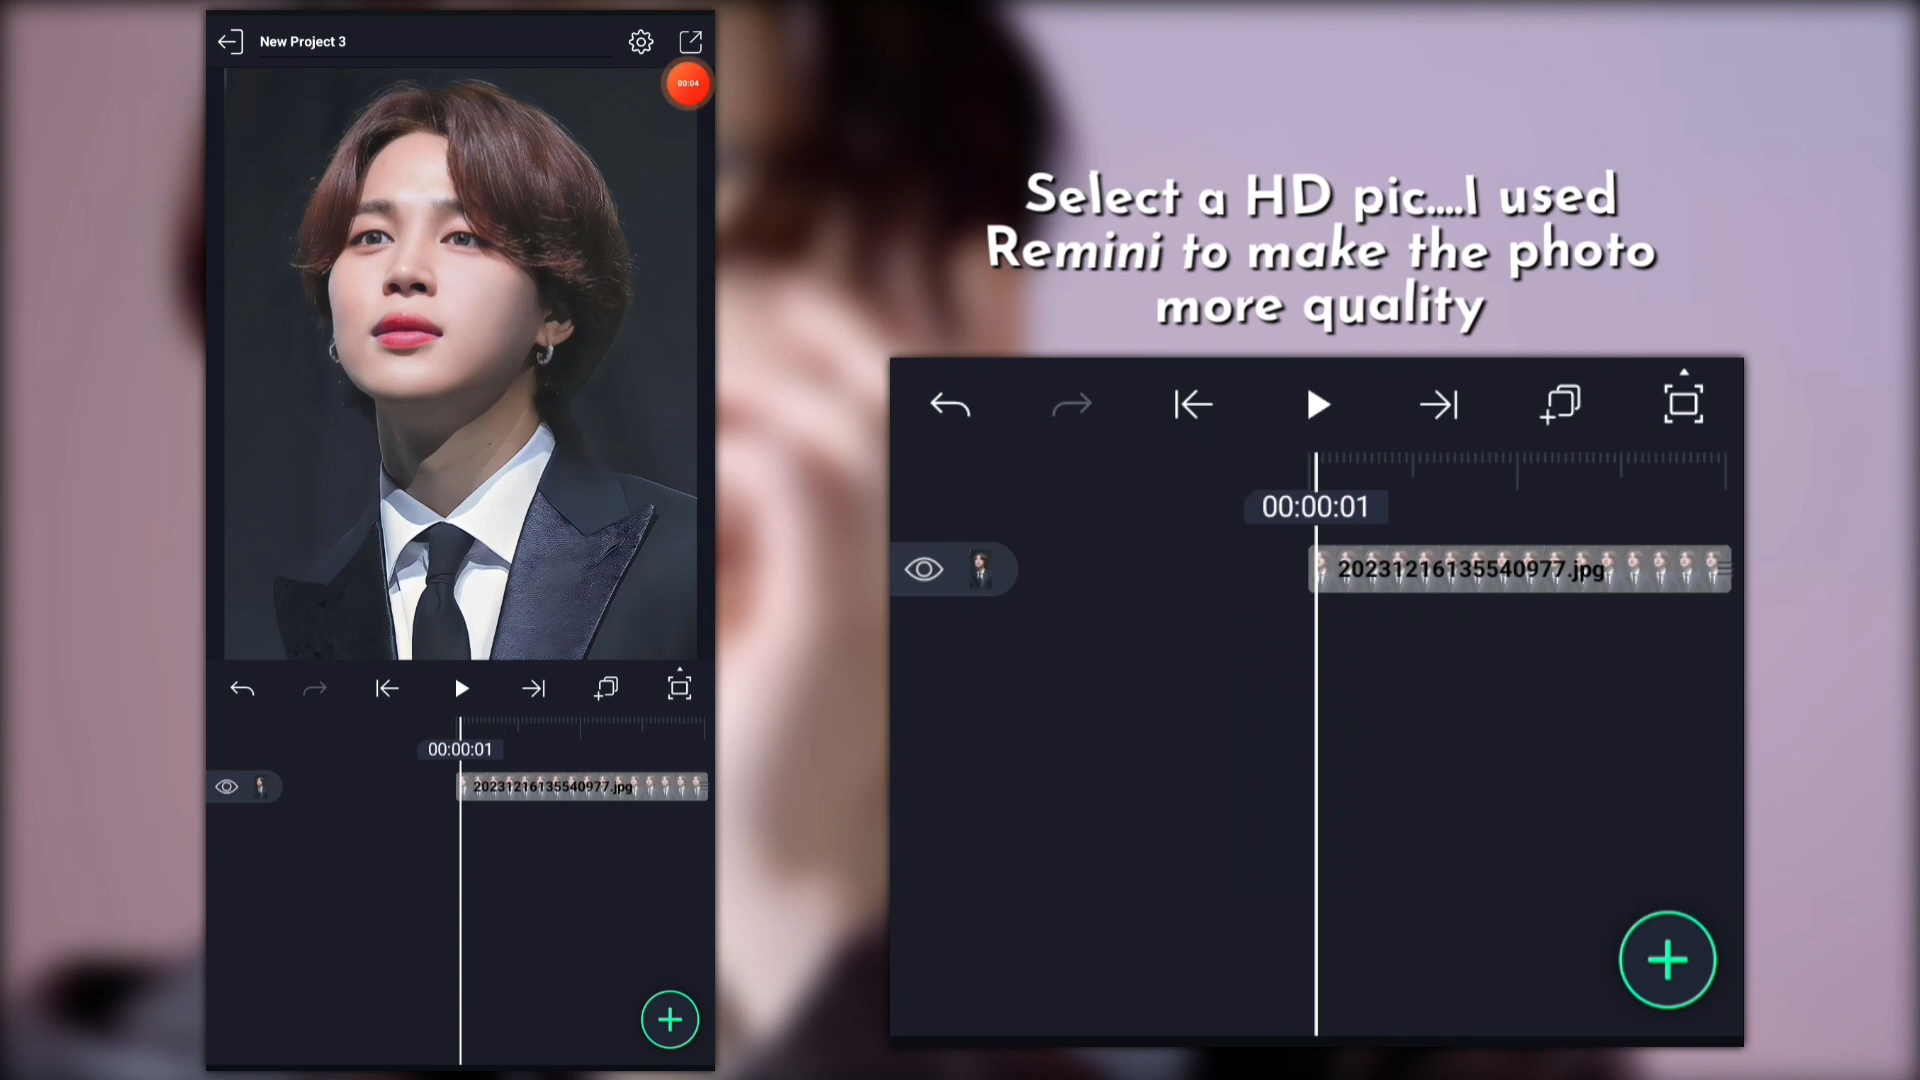 New Project 3
00:04
00:00:01
20231216135540977.jpg
Select a HD pic....I used
Remini to make the photo
more quality
00:00:01
20231216135540977.jpg